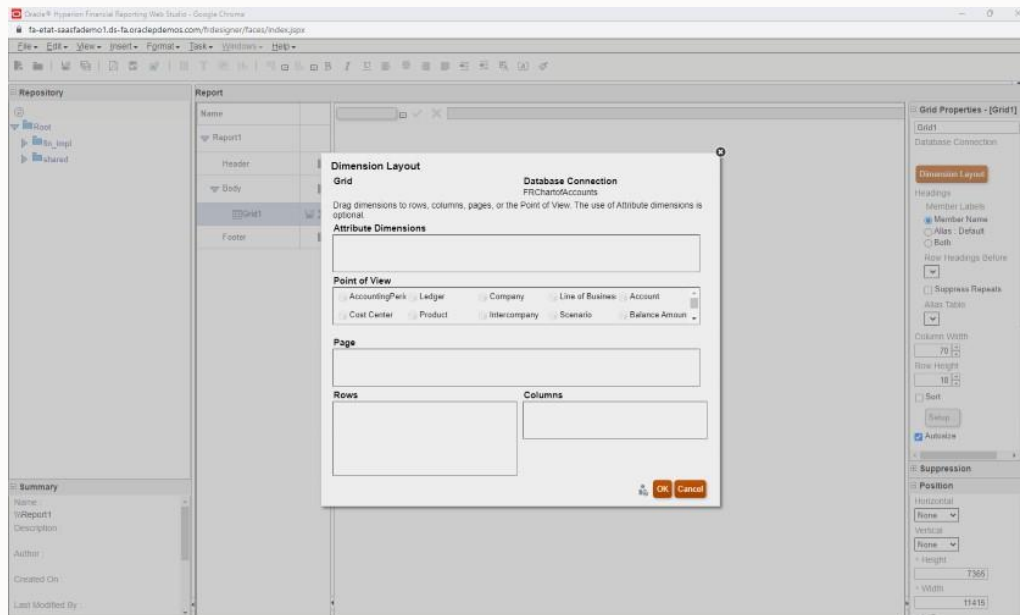 Oracle® Hyperion Financial Reporting Web Studio - Google Chrome
fa-etat-saasfademo1.ds-fa.oraclepdemos.com/frdesigner/faces/index.jspx
File Edit View Insert Format Task Windows Help
Repository
Report
Root
fin_impl
shared
Name
Report1
Header
Body
Grid1
Footer
Dimension Layout
Grid
Database Connection
FRChartofAccounts
Drag dimensions to rows, columns, pages, or the Point of View. The use of Attribute dimensions is
optional.
Attribute Dimensions
Point of View
AccountingPeri Ledger Company Line of Busines Account
Cost Center Product Intercompany Scenario Balance Amoun
Page
Rows
Columns
OK Cancel
Grid Properties - [Grid1]
Grid1
Database Connection
Dimension Layout
Headings
Member Labels
Member Name
Alias : Default
Both
Row Headings Before
Suppress Repeats
Alias Table
Column Width
70
Row Height
18
Sort
Setup...
Autosize
Suppression
Position
Horizontal
None
Vertical
None
Height
7365
Width
11415
Summary
Name :
Report1
Description
Author :
Created On
Last Modified By :